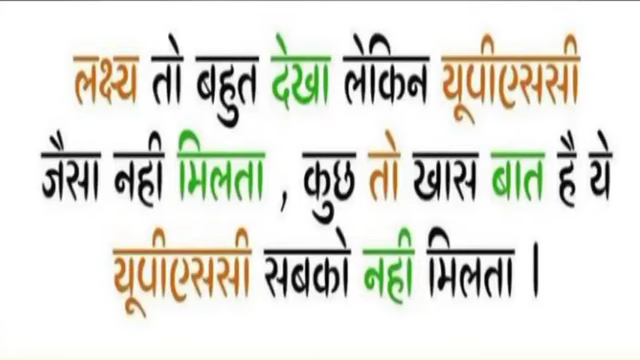 लक्ष्य तो बहुत देखा लेकिन यूपीएससी
जैसा नही मिलता , कुछ तो खास बात है ये
यूपीएससी सबको नही मिलता ।